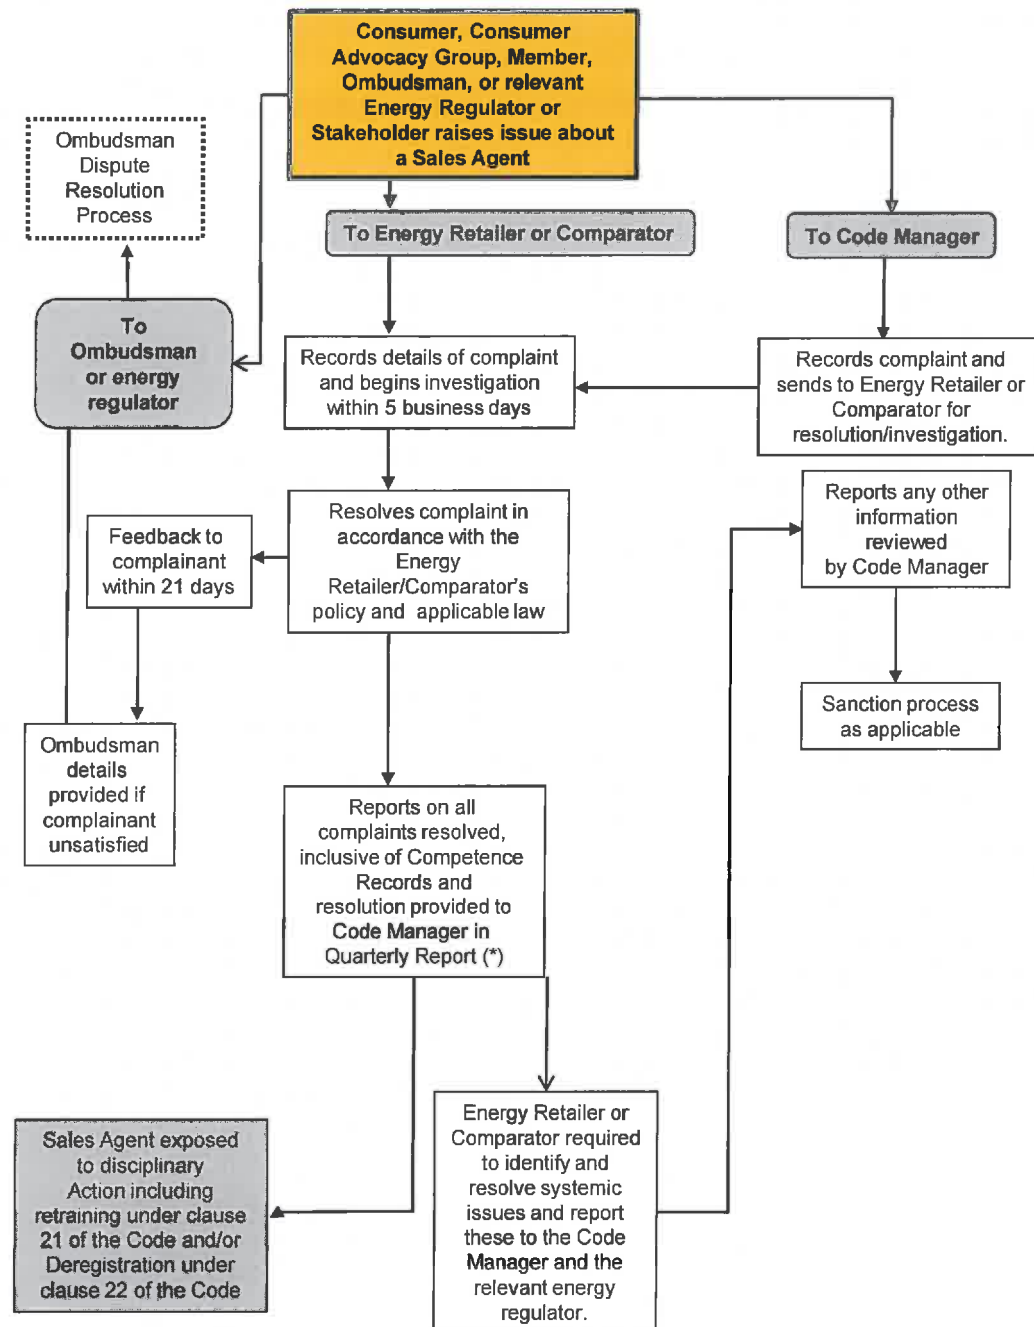 Consumer, Consumer
Advocacy Group, Member,
Ombudsman, or relevant
Energy Regulator or
Stakeholder raises issue about
a Sales Agent
Ombudsman
Dispute
Resolution
Process
To Energy Retailer or Comparator
To Code Manager
To
Ombudsman
or energy
regulator
Records details of complaint
and begins investigation
within 5 business days
Records complaint and
sends to Energy Retailer or
Comparator for
resolution/investigation.
Feedback to
complainant
within 21 days
Resolves complaint in
accordance with the
Energy
Retailer/Comparator's
policy and applicable law
Reports any other
information
reviewed
by Code Manager
Sanction process
as applicable
Ombudsman
details
provided if
complainant
unsatisfied
Reports on all
complaints resolved,
inclusive of Competence
Records and
resolution provided to
Code Manager in
Quarterly Report (*)
Sales Agent exposed
to disciplinary
Action including
retraining under clause
21 of the Code and/or
Deregistration under
clause 22 of the Code
Energy Retailer or
Comparator required
to identify and
resolve systemic
issues and report
these to the Code
Manager and the
relevant energy
regulator.